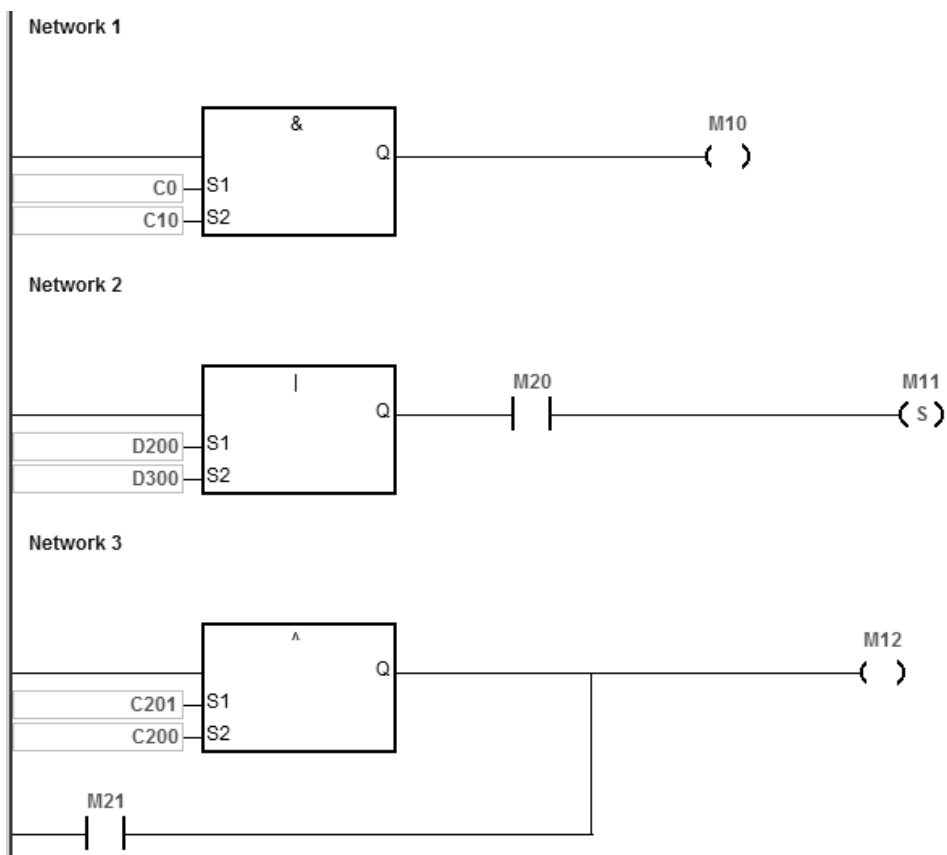 Network 1
&
Q
M10
( )
C0
S1
C10
S2
Network 2
|
Q
M20
M11
( S )
D200
S1
D300
S2
Network 3
^
Q
M12
( )
C201
S1
C200
S2
M21